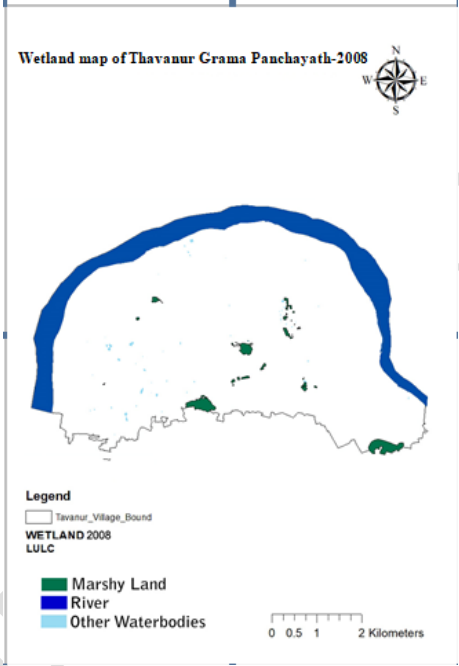 Wetland map of Thavanur Grama Panchayath-2008
N
W E
S
Legend
Tavanur_Village_Bound
WETLAND 2008
LULC
Marshy Land
River
Other Waterbodies
0 0.5 1 2 Kilometers